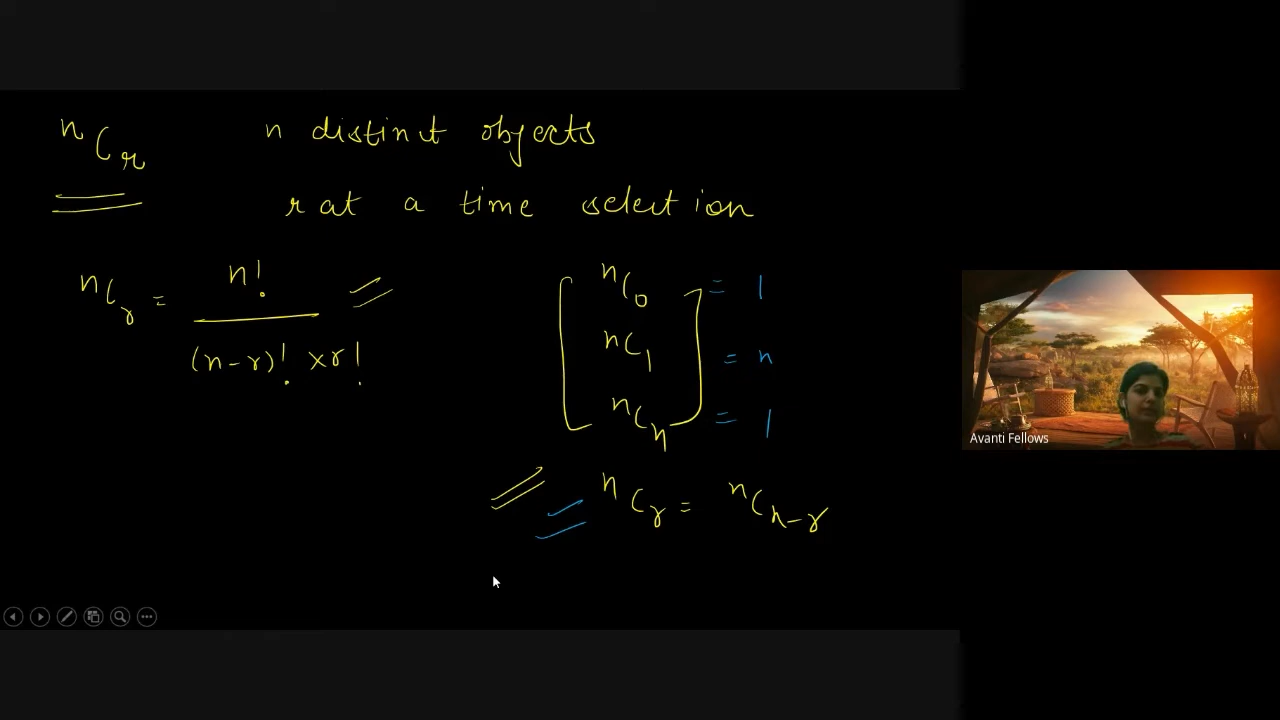 nCr n distinct objects
r at a time selection
nCr = n! / (n-r)! x r!
nC0 = 1
nC1 = n
nCn = 1
nCr = nCn-r
Avanti Fellows